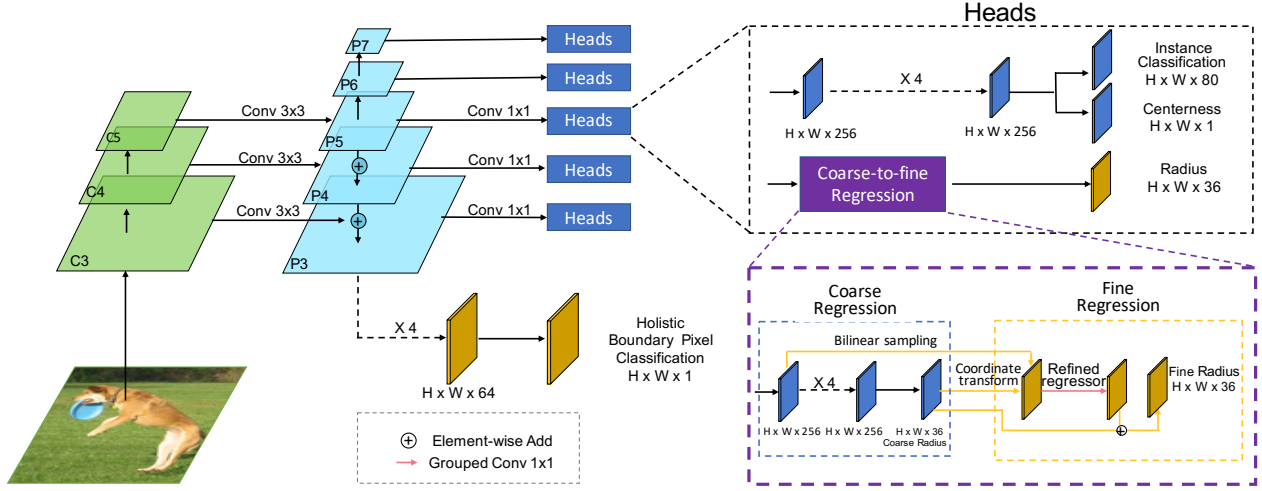 Heads
P7
Heads
P6
Heads
C5
Conv 3x3
P5
Conv 1x1
Heads
C4
Conv 3x3
P4
Conv 1x1
Heads
C3
Conv 3x3
P3
Conv 1x1
Heads
X 4
H x W x 256
H x W x 256
Instance
Classification
H x W x 80
Centerness
H x W x 1
Coarse-to-fine
Regression
Radius
H x W x 36
X 4
H x W x 64
Holistic
Boundary Pixel
Classification
H x W x 1
Element-wise Add
Grouped Conv 1x1
Coarse
Regression
Fine
Regression
Bilinear sampling
X 4
Coordinate
transform
Refined
regressor
Fine Radius
H x W x 36
H x W x 256
H x W x 256
H x W x 36
Coarse Radius